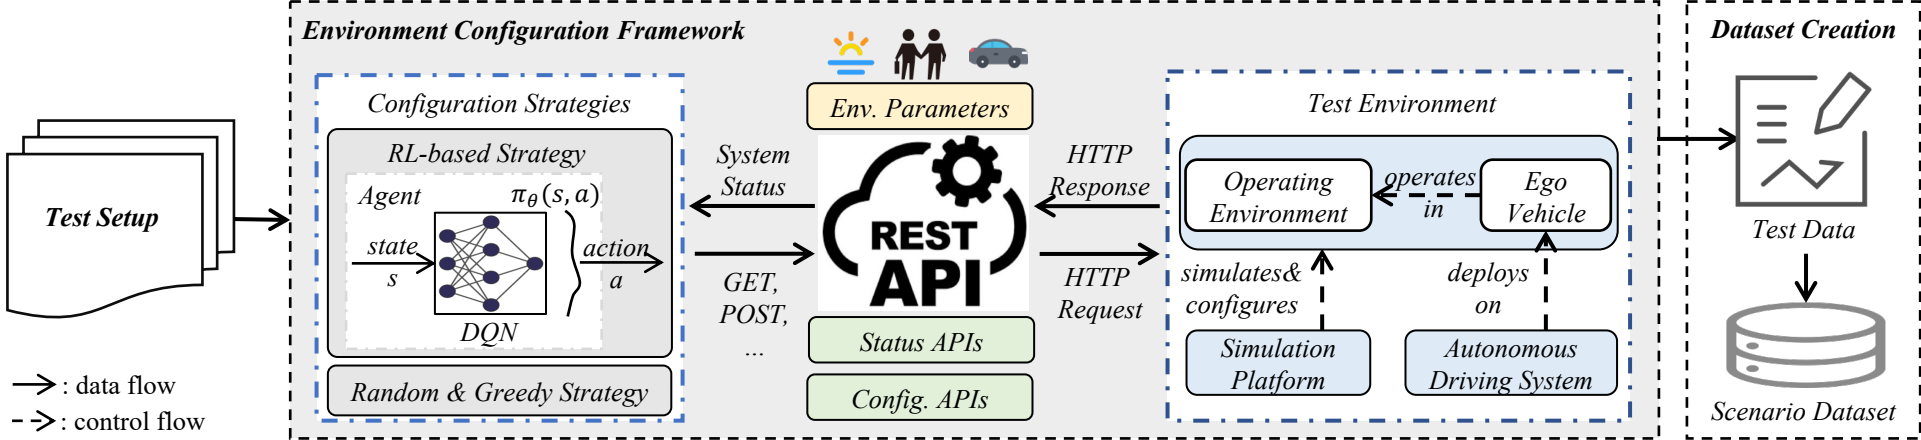 Test Setup
: data flow
: control flow
Environment Configuration Framework
Configuration Strategies
RL-based Strategy
Agent
π_θ(s, a)
state
s
action
a
DQN
Random & Greedy Strategy
System
Status
GET,
POST,
...
Env. Parameters
REST
API
Status APIs
Config. APIs
HTTP
Response
HTTP
Request
Test Environment
Operating
Environment
operates
in
Ego
Vehicle
simulates&
configures
deploys
on
Simulation
Platform
Autonomous
Driving System
Dataset Creation
Test Data
Scenario Dataset